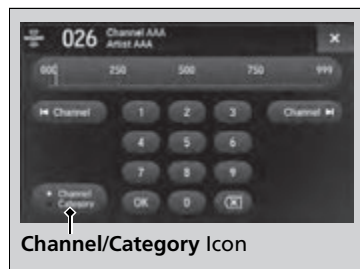 026 Channel AAA
Artist AAA
×
000 250 500 750 999
Channel 1 2 3 Channel
4 5 6
7 8 9
Channel
Category
OK 0
Channel/Category Icon